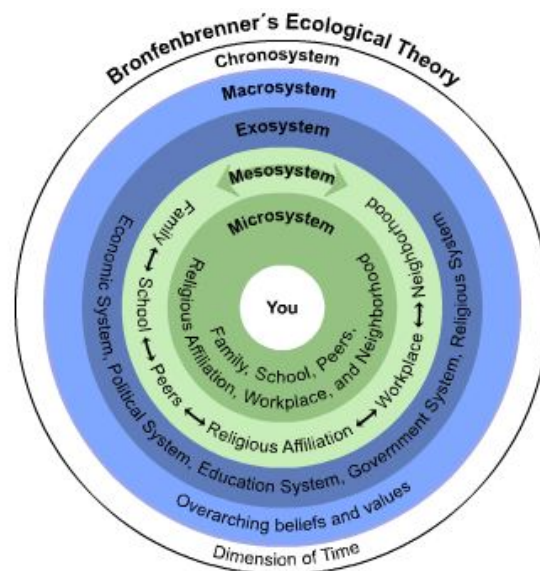 Bronfenbrenner´s Ecological Theory
Chronosystem
Macrosystem
Exosystem
Mesosystem
Microsystem
You
Family, School, Peers,
Religious Affiliation, Workplace, and Neighborhood
Family ↔ School ↔ Peers ↔ Religious Affiliation ↔ Workplace ↔ Neighborhood
Economic System, Political System, Education System, Government System, Religious System
Overarching beliefs and values
Dimension of Time